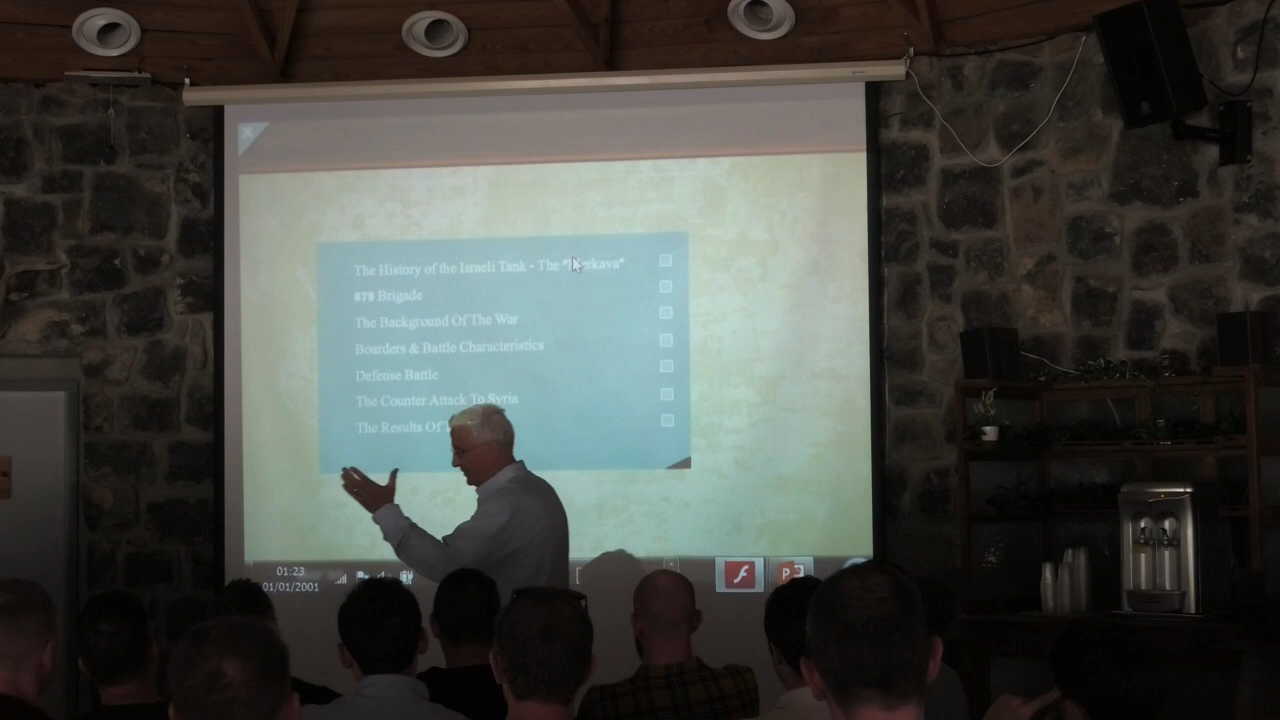 The History of the Israeli Tank - The "Merkava"
679 Brigade
The Background Of The War
Boarders & Battle Characteristics
Defense Battle
The Counter Attack To Syria
The Results Of
01:23
01/01/2001